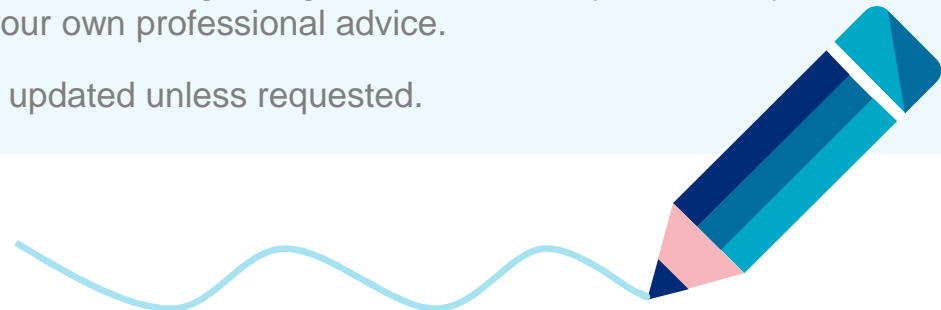 our own professional advice.
updated unless requested.